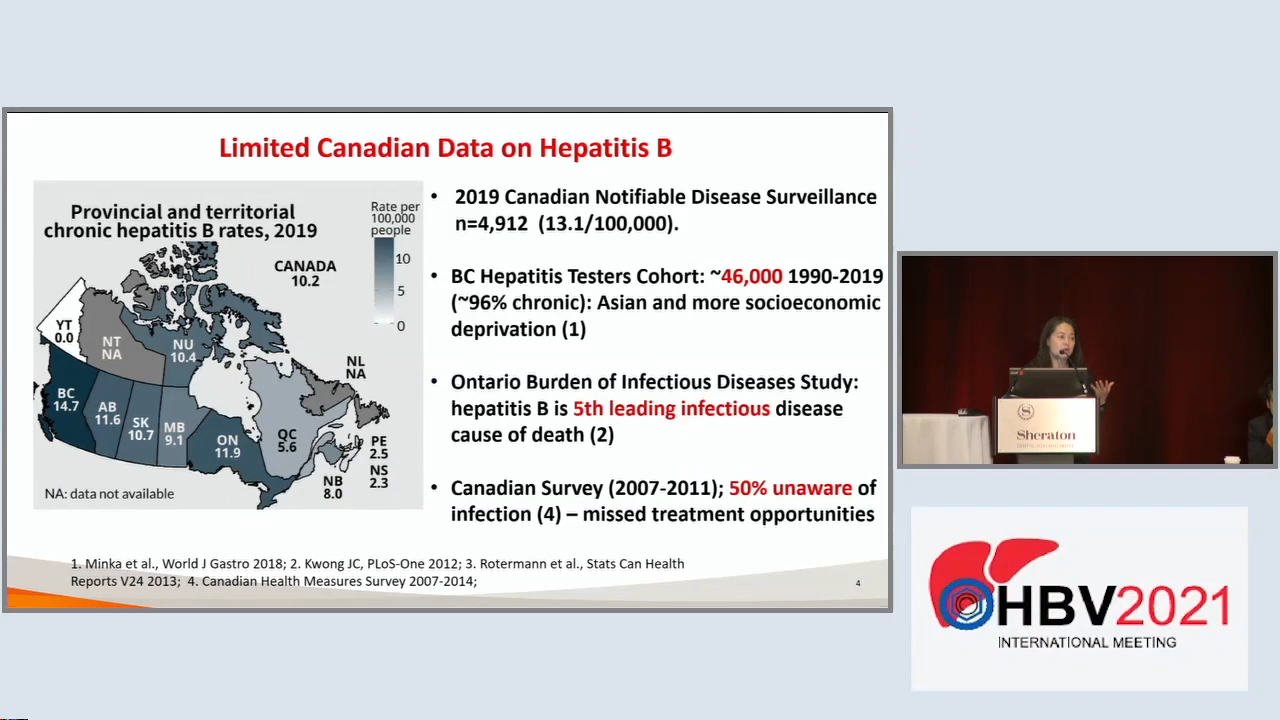 Limited Canadian Data on Hepatitis B
Provincial and territorial
chronic hepatitis B rates, 2019
Rate per
100,000
people
10
5
0
CANADA
10.2
YT
0.0
NT
NA
NU
10.4
NL
NA
BC
14.7
AB
11.6
SK
10.7
MB
9.1
ON
11.9
QC
5.6
PE
2.5
NS
2.3
NB
8.0
NA: data not available
• 2019 Canadian Notifiable Disease Surveillance
n=4,912 (13.1/100,000).
• BC Hepatitis Testers Cohort: ~46,000 1990-2019
(~96% chronic): Asian and more socioeconomic
deprivation (1)
• Ontario Burden of Infectious Diseases Study:
hepatitis B is 5th leading infectious disease
cause of death (2)
• Canadian Survey (2007-2011); 50% unaware of
infection (4) – missed treatment opportunities
1. Minka et al., World J Gastro 2018; 2. Kwong JC, PLoS-One 2012; 3. Rotermann et al., Stats Can Health
Reports V24 2013; 4. Canadian Health Measures Survey 2007-2014;
4
Sheraton
HBV2021
INTERNATIONAL MEETING